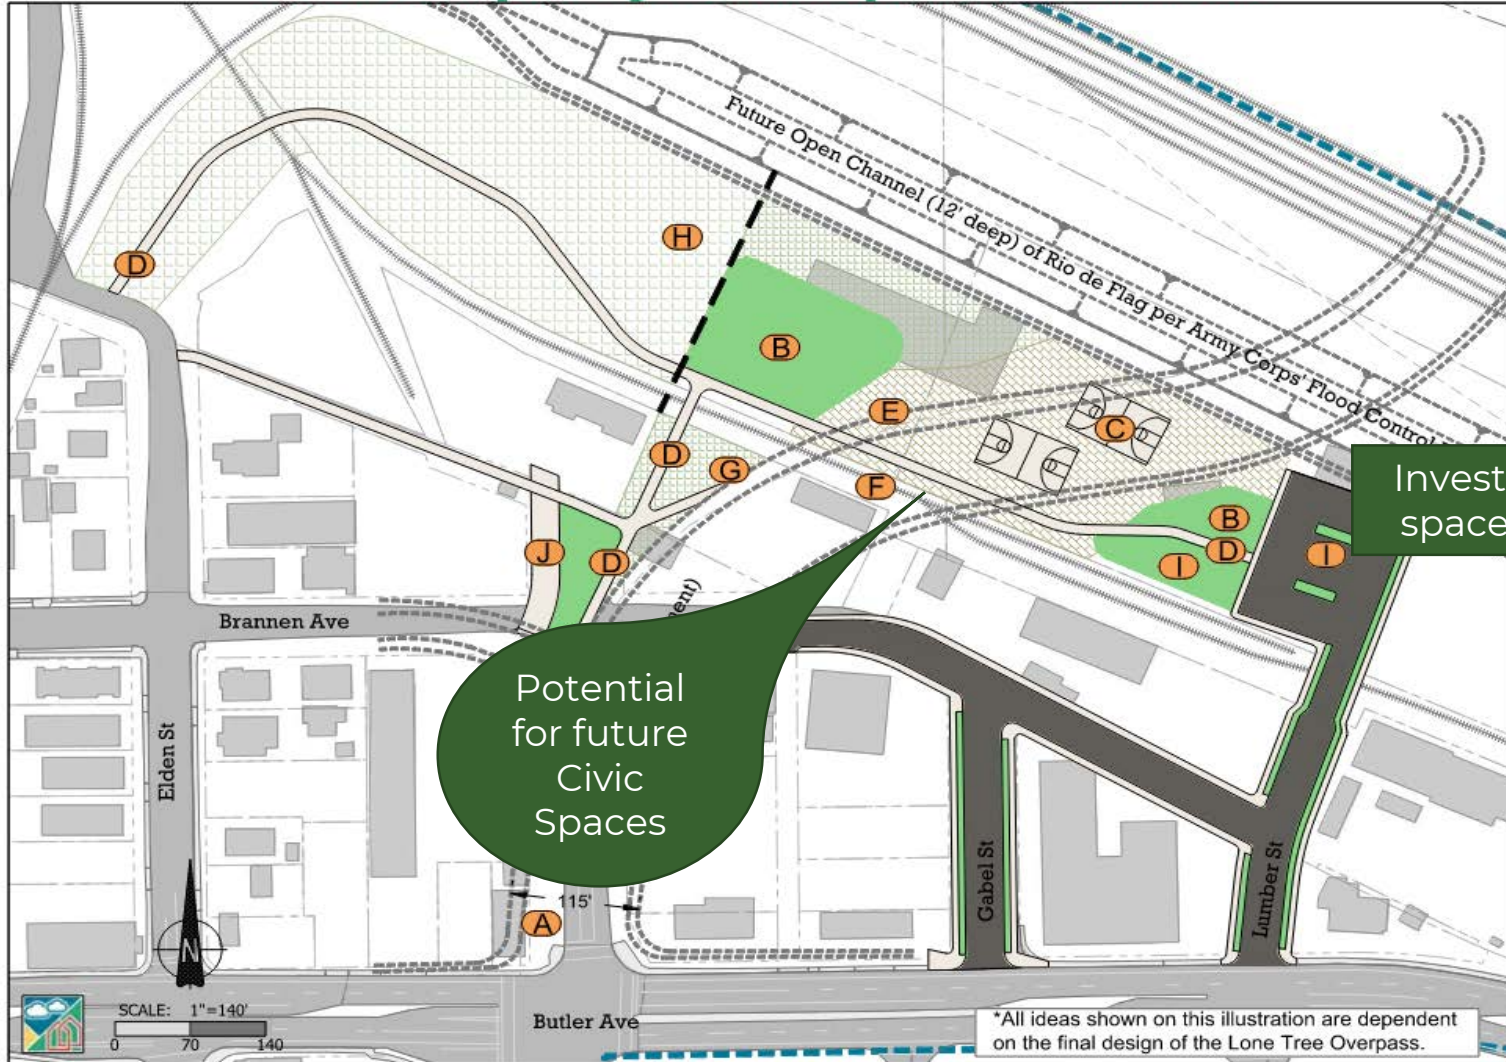 Future Open Channel (12' deep) of Rio de Flag per Army Corps' Flood Control
D
H
B
E
C
D
G
F
Invest
space
B
D
I
I
J
D
ment)
Brannen Ave
Potential
for future
Civic
Spaces
Elden St
Gabel St
Lumber St
115'
A
N
SCALE: 1"=140'
0 70 140
Butler Ave
*All ideas shown on this illustration are dependent
on the final design of the Lone Tree Overpass.